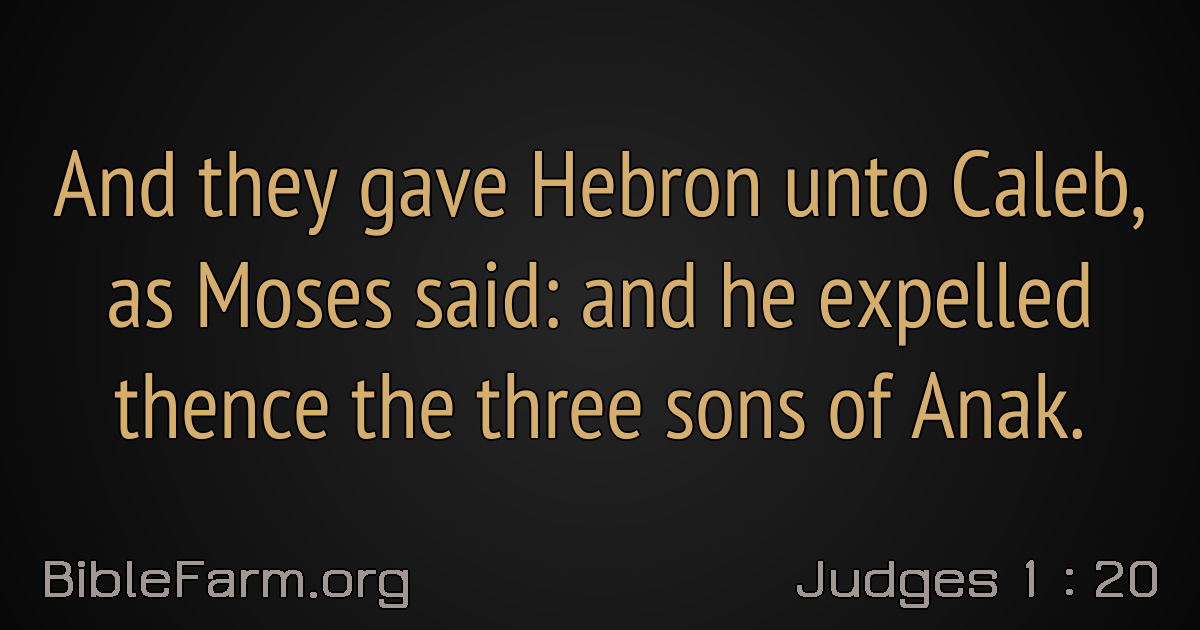 And they gave Hebron unto Caleb,
as Moses said: and he expelled
thence the three sons of Anak.
BibleFarm.org
Judges 1 : 20